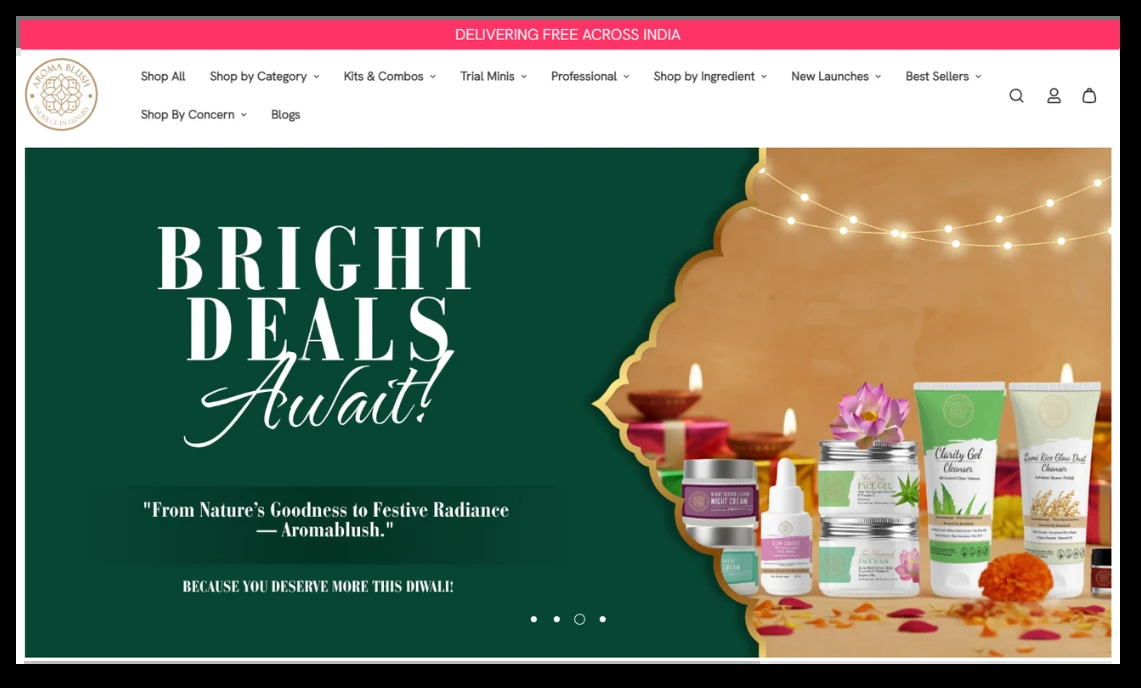 DELIVERING FREE ACROSS INDIA
AROMA BLUSH
INDULGE IN LUXURY
Shop All
Shop by Category
Kits & Combos
Trial Minis
Professional
Shop by Ingredient
New Launches
Best Sellers
Shop By Concern
Blogs
BRIGHT
DEALS
Await!
"From Nature's Goodness to Festive Radiance
— Aromablush."
BECAUSE YOU DESERVE MORE THIS DIWALI!
NIGHT CREAM
CREAM
FACE GEL
FACE MASK
Clarity Gel
Cleanser
Lumi Rice Glow Dust
Cleanser